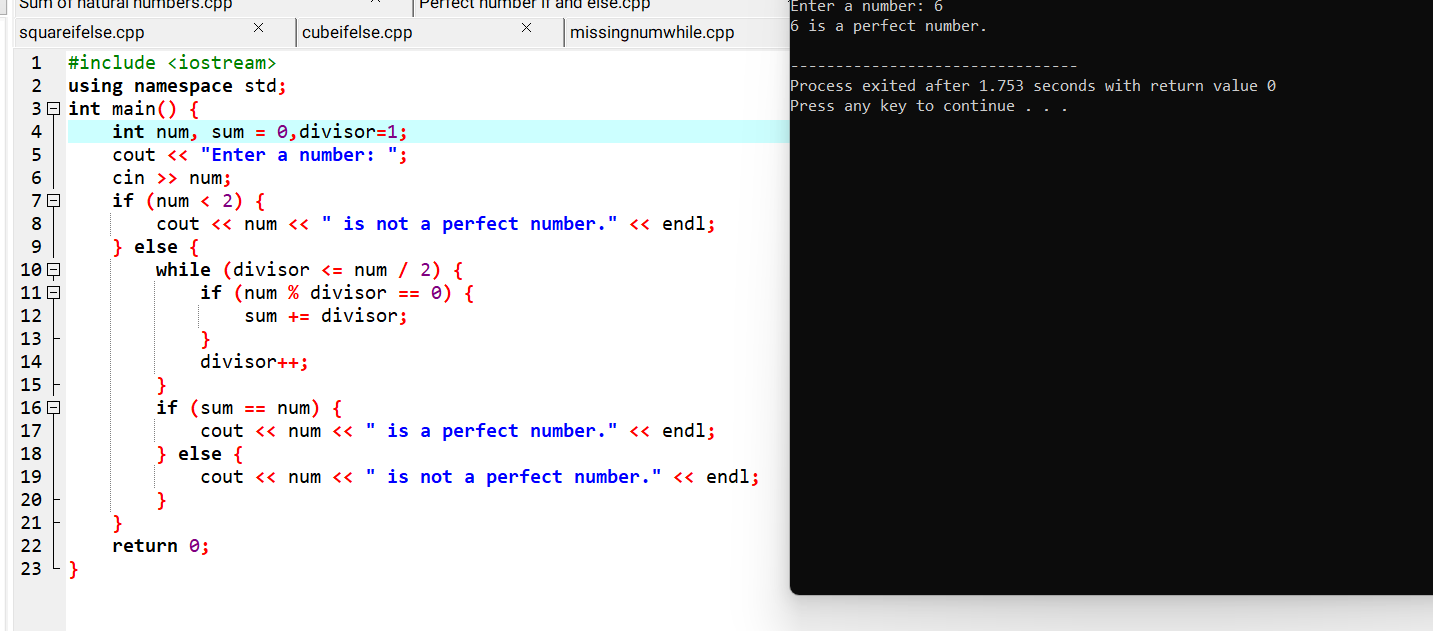 Sum of natural numbers.cpp
Perfect number if and else.cpp
squareifelse.cpp
cubeifelse.cpp
missingnumwhile.cpp
1 #include <iostream>
2 using namespace std;
3 int main() {
4 int num, sum = 0,divisor=1;
5 cout << "Enter a number: ";
6 cin >> num;
7 if (num < 2) {
8 cout << num << " is not a perfect number." << endl;
9 } else {
10 while (divisor <= num / 2) {
11 if (num % divisor == 0) {
12 sum += divisor;
13 }
14 divisor++;
15 }
16 if (sum == num) {
17 cout << num << " is a perfect number." << endl;
18 } else {
19 cout << num << " is not a perfect number." << endl;
20 }
21 }
22 return 0;
23 }
Enter a number: 6
6 is a perfect number.
--------------------------------
Process exited after 1.753 seconds with return value 0
Press any key to continue . . .